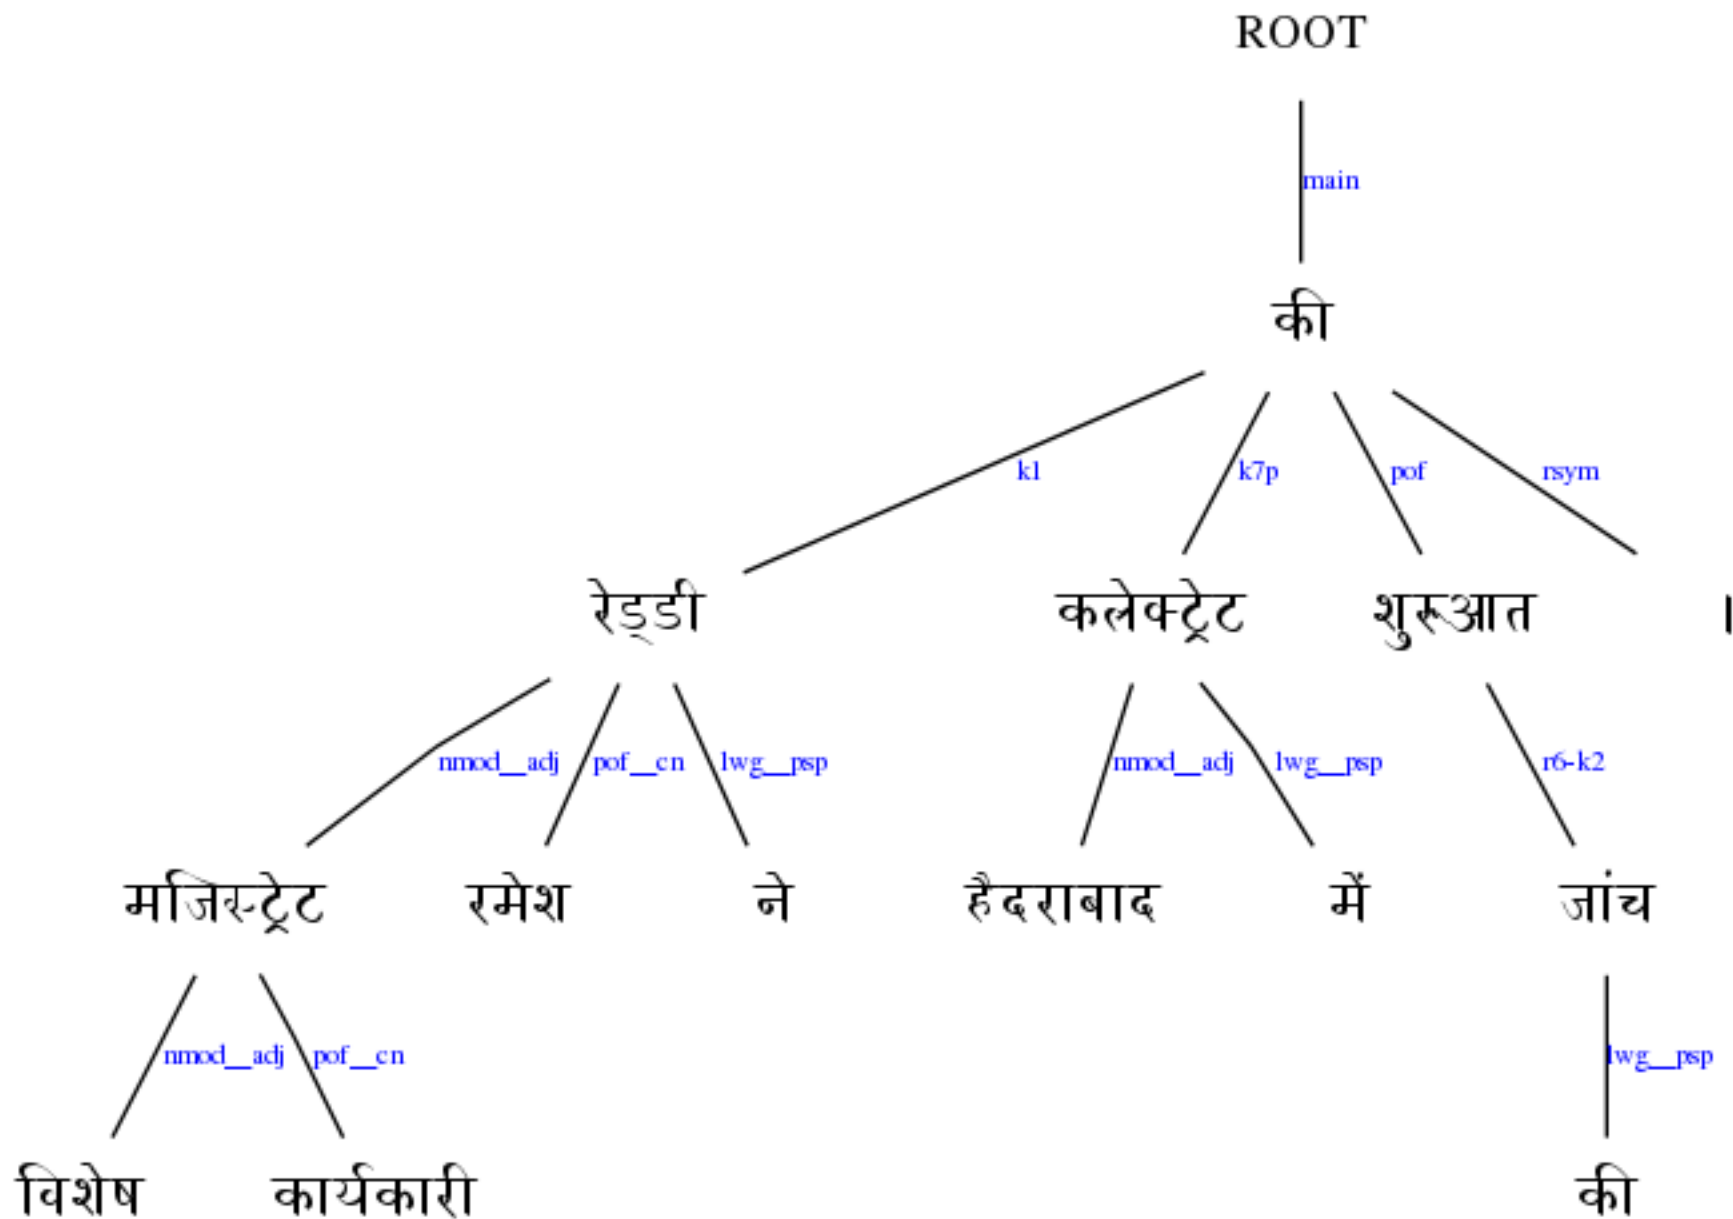 ROOT
main
की
k1 k7p pof rsym
रेड्डी कलेक्ट्रेट शुरूआत ।
nmod__adj pof__cn lwg__psp nmod__adj lwg__psp r6-k2
मजिस्ट्रेट रमेश ने हैदराबाद में जांच
nmod__adj pof__cn lwg__psp
विशेष कार्यकारी की